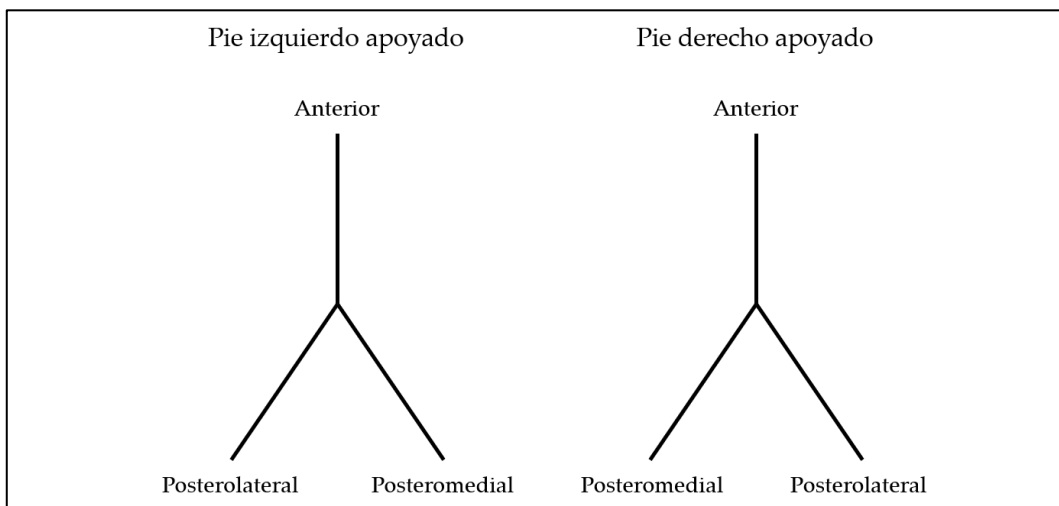 Pie izquierdo apoyado
Pie derecho apoyado
Anterior
Anterior
Posterolateral
Posteromedial
Posteromedial
Posterolateral